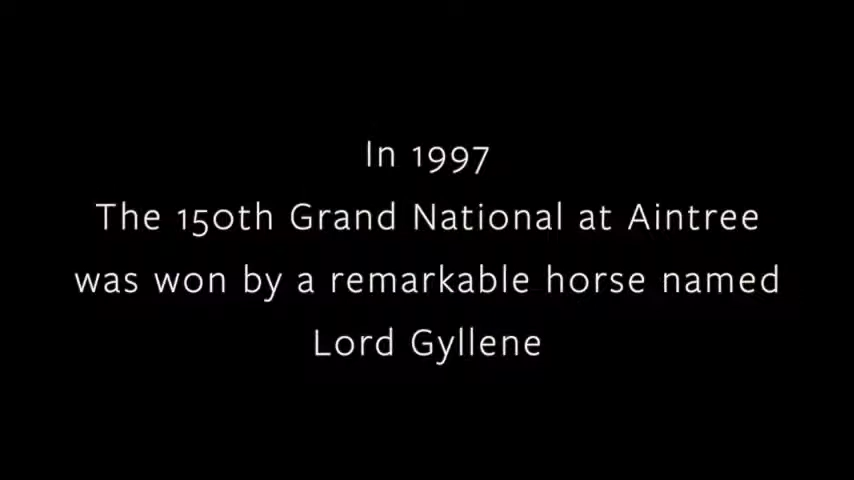 In 1997
The 150th Grand National at Aintree
was won by a remarkable horse named
Lord Gyllene